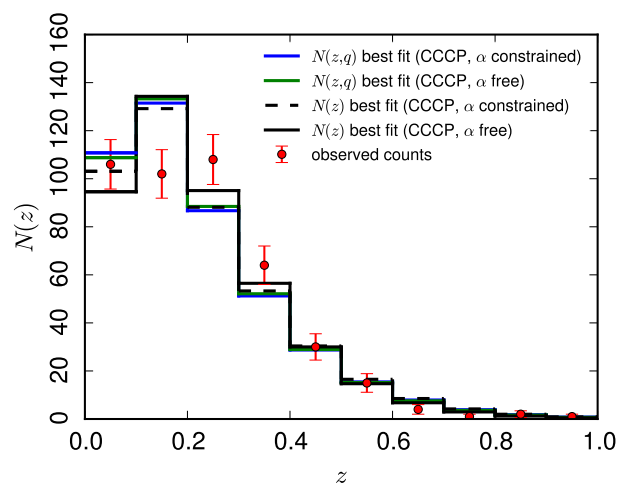 160
140
120
100
80
60
40
20
0
N(z)
N(z,q) best fit (CCCP, α constrained)
N(z,q) best fit (CCCP, α free)
N(z) best fit (CCCP, α constrained)
N(z) best fit (CCCP, α free)
observed counts
0.0 0.2 0.4 0.6 0.8 1.0
z